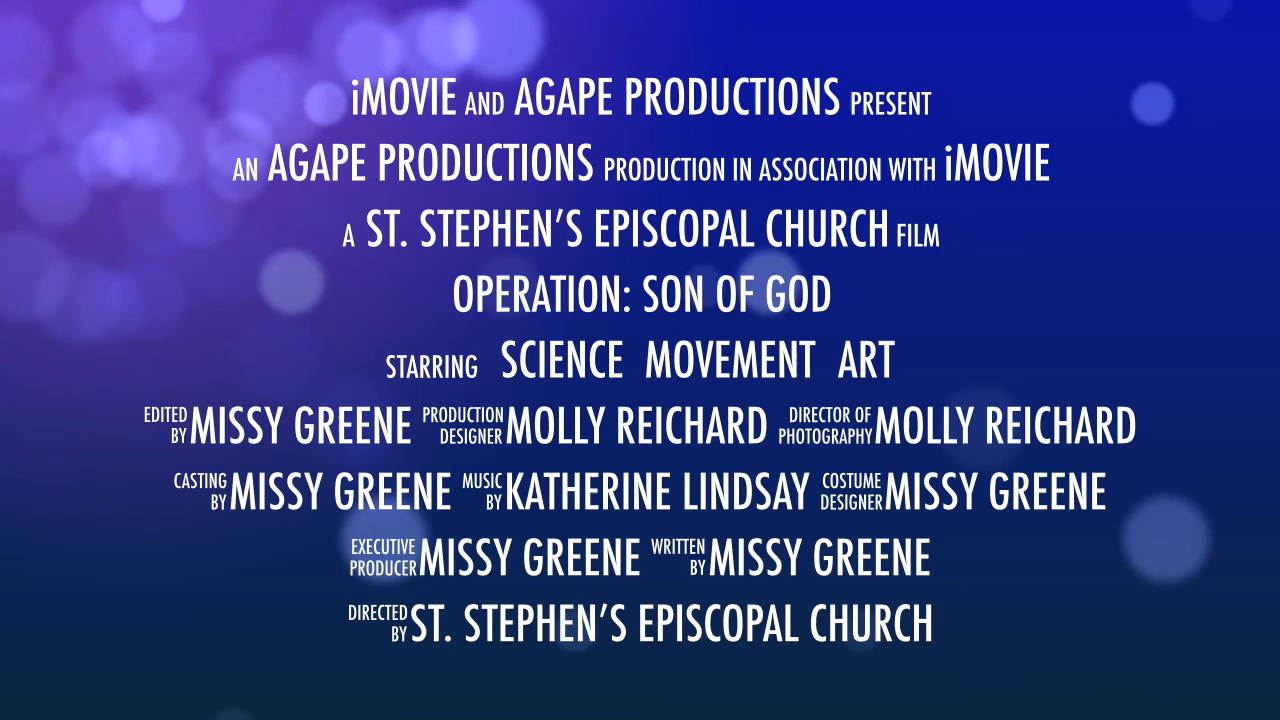 iMOVIE AND AGAPE PRODUCTIONS PRESENT
AN AGAPE PRODUCTIONS PRODUCTION IN ASSOCIATION WITH iMOVIE
A ST. STEPHEN'S EPISCOPAL CHURCH FILM
OPERATION: SON OF GOD
STARRING SCIENCE MOVEMENT ART
EDITED BY MISSY GREENE PRODUCTION DESIGNER MOLLY REICHARD DIRECTOR OF PHOTOGRAPHY MOLLY REICHARD
CASTING BY MISSY GREENE MUSIC BY KATHERINE LINDSAY COSTUME DESIGNER MISSY GREENE
EXECUTIVE PRODUCER MISSY GREENE WRITTEN BY MISSY GREENE
DIRECTED BY ST. STEPHEN'S EPISCOPAL CHURCH